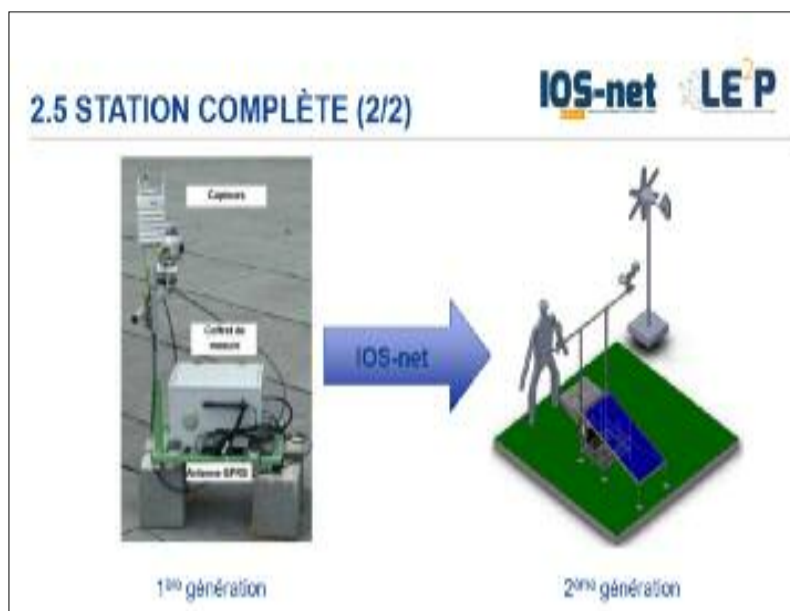 2.5 STATION COMPLÈTE (2/2)
IOS-net
LE²P
Capteurs
Coffret de
mesure
IOS-net
Antenne GPRS
1ère génération
2ème génération